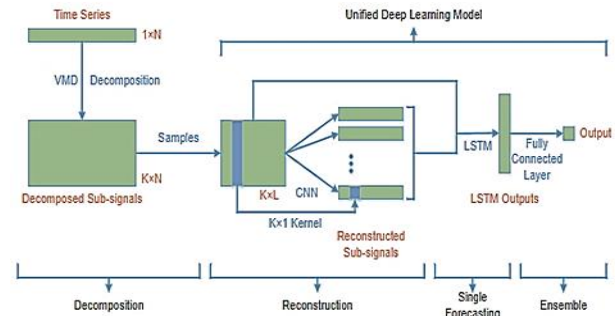 Time Series
Unified Deep Learning Model
1×N
VMD
Decomposition
Samples
K×N
Decomposed Sub-signals
K×L
CNN
K×1 Kernel
Reconstructed
Sub-signals
LSTM
LSTM Outputs
Fully
Connected
Layer
Output
Decomposition
Reconstruction
Single
Forecasting
Ensemble